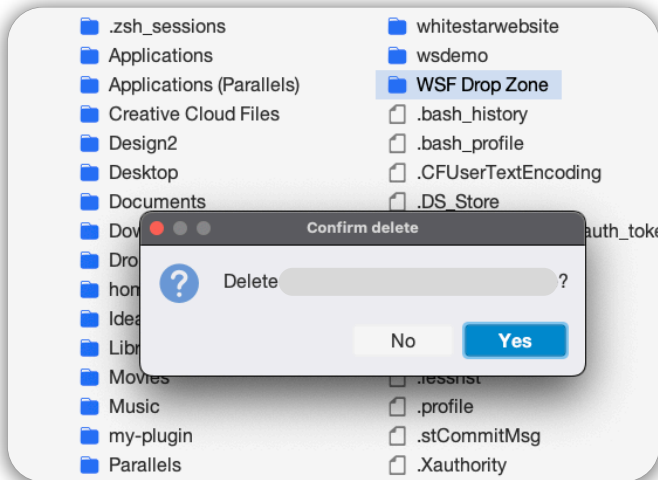 .zsh_sessions
Applications
Applications (Parallels)
Creative Cloud Files
Design2
Desktop
Documents
Movies
Music
my-plugin
Parallels
whitestarwebsite
wsdemo
WSF Drop Zone
.bash_history
.bash_profile
.CFUserTextEncoding
.DS_Store
.profile
.stCommitMsg
.Xauthority
Confirm delete
Delete ?
No
Yes